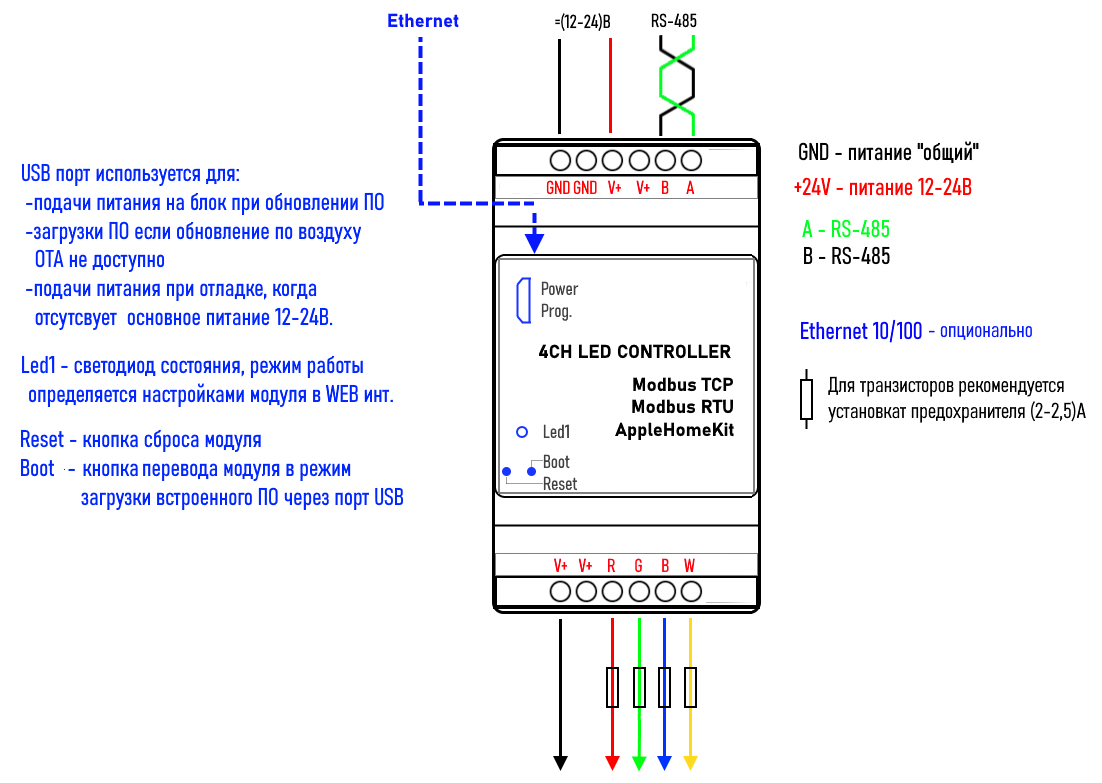 Ethernet
=(12-24)В
RS-485
GND GND V+ V+ B A
USB порт используется для:
-подачи питания на блок при обновлении ПО
-загрузки ПО если обновление по воздуху
ОТА не доступно
-подачи питания при отладке, когда
отсутсвует основное питание 12-24В.
Led1 - светодиод состояния, режим работы
определяется настройками модуля в WEB инт.
Reset - кнопка сброса модуля
Boot - кнопка перевода модуля в режим
загрузки встроенного ПО через порт USB
Power
Prog.
4CH LED CONTROLLER
Modbus TCP
Modbus RTU
AppleHomeKit
Led1
Boot
Reset
V+ V+ R G B W
GND - питание "общий"
+24V - питание 12-24В
A - RS-485
B - RS-485
Ethernet 10/100 - опционально
Для транзисторов рекомендуется
установкат предохранителя (2-2,5)А